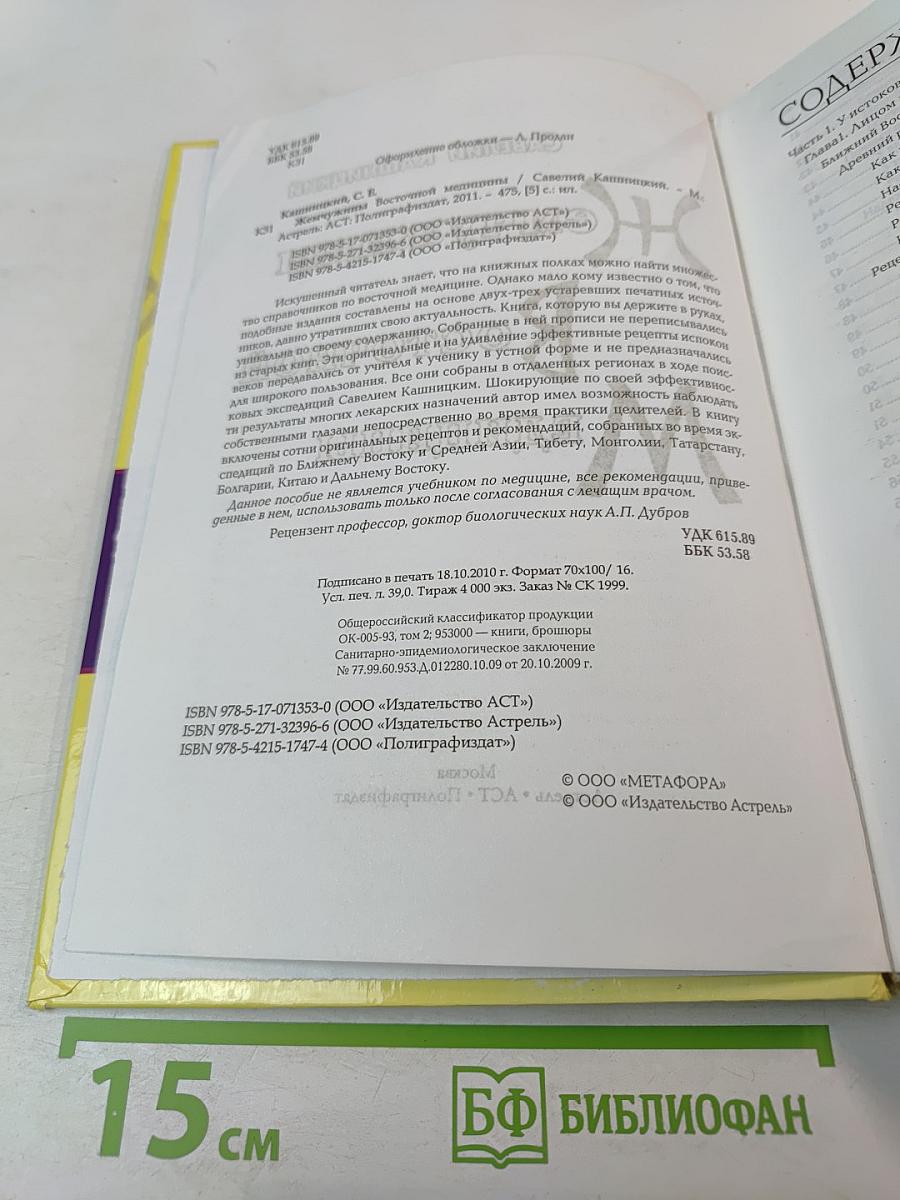 УДК 615.89
ББК 53.58
К31
Оформление обложки — Л. Продан
Кашницкий, С. Е.
К31 Жемчужины Восточной медицины / Савелий Кашницкий. – М.:
Астрель: АСТ: Полиграфиздат, 2011. – 475, [5] с.: ил.
ISBN 978-5-17-071353-0 (ООО «Издательство АСТ»)
ISBN 978-5-271-32396-6 (ООО «Издательство Астрель»)
ISBN 978-5-4215-1747-4 (ООО «Полиграфиздат»)
Искушенный читатель знает, что на книжных полках можно найти множес-
тво справочников по восточной медицине. Однако мало кому известно о том, что
подобные издания составлены на основе двух-трех устаревших печатных источ-
ников, давно утративших свою актуальность. Книга, которую вы держите в руках,
уникальна по своему содержанию. Собранные в ней прописи не переписывались
из старых книг. Эти оригинальные и на удивление эффективные рецепты испокон
веков передавались от учителя к ученику в устной форме и не предназначались
для широкого пользования. Все они собраны в отдаленных регионах в ходе поис-
ковых экспедиций Савелием Кашницким. Шокирующие по своей эффективнос-
ти результаты многих лекарских назначений автор имел возможность наблюдать
собственными глазами непосредственно во время практики целителей. В книгу
включены сотни оригинальных рецептов и рекомендаций, собранных во время эк-
спедиций по Ближнему Востоку и Средней Азии, Тибету, Монголии, Татарстану,
Болгарии, Китаю и Дальнему Востоку.
Данное пособие не является учебником по медицине, все рекомендации, приве-
денные в нем, использовать только после согласования с лечащим врачом.
Рецензент профессор, доктор биологических наук А.П. Дубров
УДК 615.89
ББК 53.58
Подписано в печать 18.10.2010 г. Формат 70х100/ 16.
Усл. печ. л. 39,0. Тираж 4 000 экз. Заказ № СК 1999.
Общероссийский классификатор продукции
ОК-005-93, том 2; 953000 — книги, брошюры
Санитарно-эпидемиологическое заключение
№ 77.99.60.953.Д.012280.10.09 от 20.10.2009 г.
ISBN 978-5-17-071353-0 (ООО «Издательство АСТ»)
ISBN 978-5-271-32396-6 (ООО «Издательство Астрель»)
ISBN 978-5-4215-1747-4 (ООО «Полиграфиздат»)
© ООО «МЕТАФОРА»
© ООО «Издательство Астрель»
СОДЕРЖ
Часть 1. У истоков
Глава1. Лицом
Ближний Вос
Древний
Как
Как
На
Ре
Реце
15 см
БФ БИБЛИОФАН